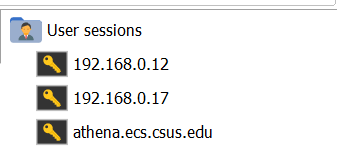 User sessions
192.168.0.12
192.168.0.17
athena.ecs.csus.edu